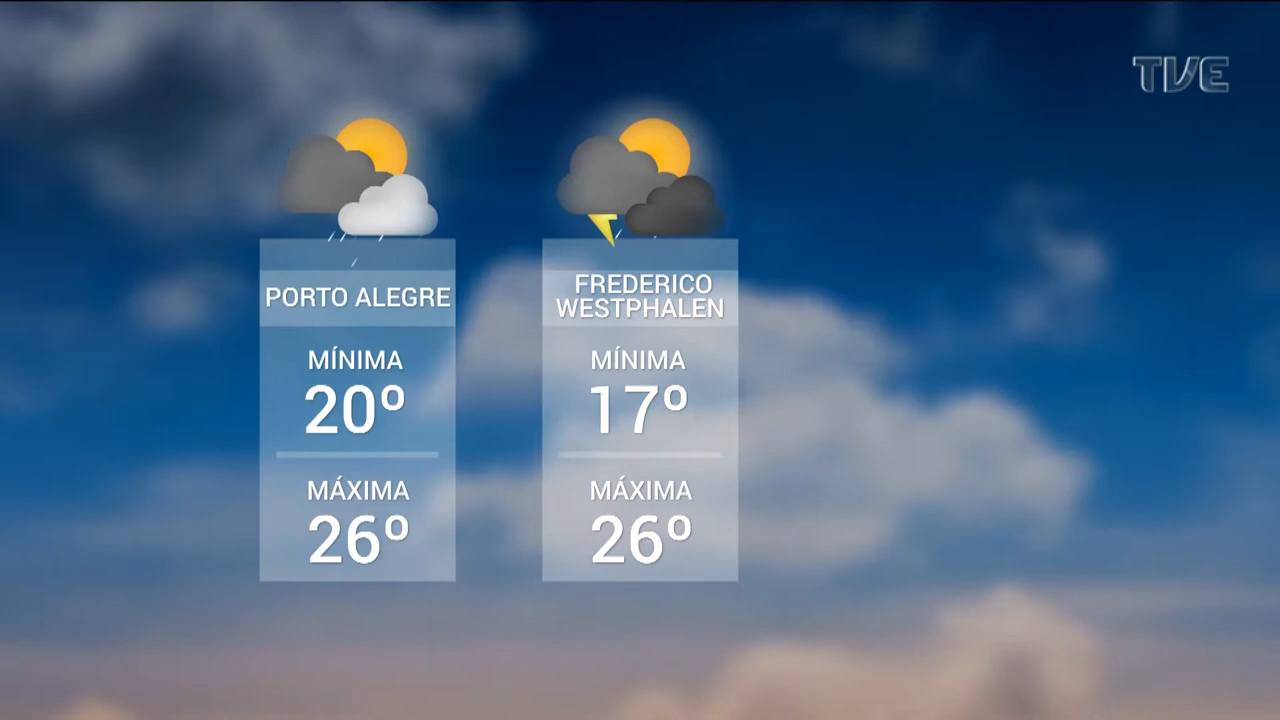 TVE
PORTO ALEGRE
MÍNIMA
20º
MÁXIMA
26º
FREDERICO
WESTPHALEN
MÍNIMA
17º
MÁXIMA
26º